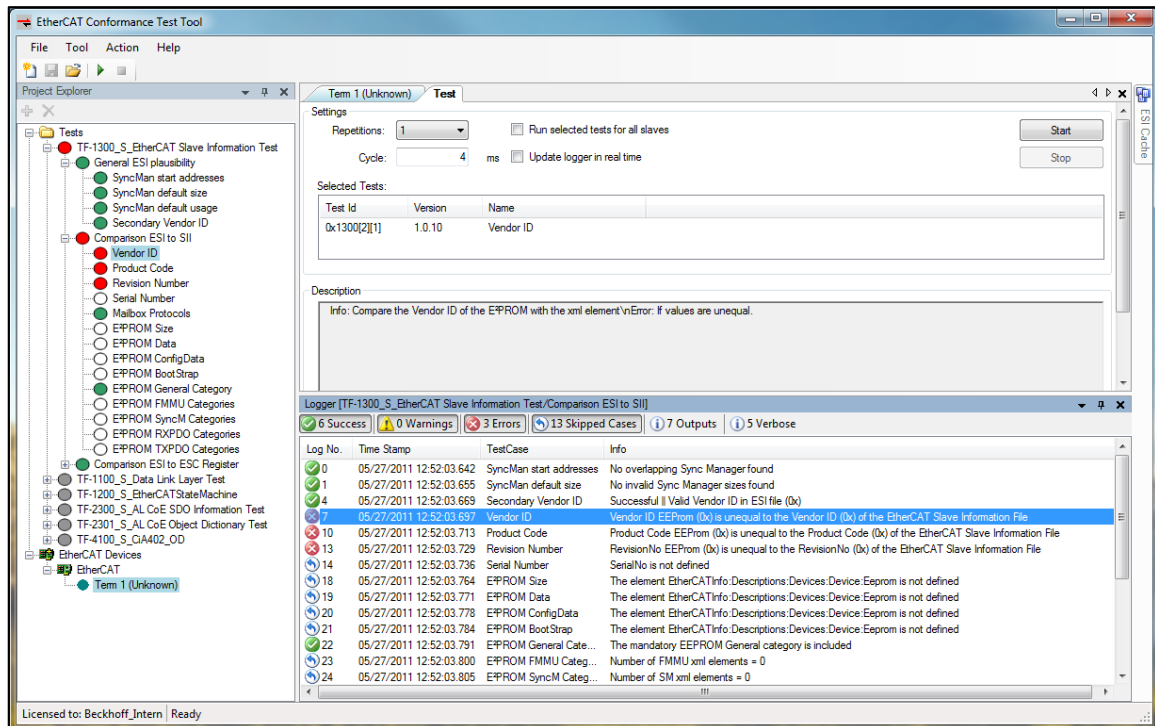 EtherCAT Conformance Test Tool
File Tool Action Help
Project Explorer
Tests
TF-1300_S_EtherCAT Slave Information Test
General ESI plausibility
SyncMan start addresses
SyncMan default size
SyncMan default usage
Secondary Vendor ID
Comparison ESI to SII
Vendor ID
Product Code
Revision Number
Serial Number
Mailbox Protocols
E²PROM Size
E²PROM Data
E²PROM ConfigData
E²PROM BootStrap
E²PROM General Category
E²PROM FMMU Categories
E²PROM SyncM Categories
E²PROM RXPDO Categories
E²PROM TXPDO Categories
Comparison ESI to ESC Register
TF-1100_S_Data Link Layer Test
TF-1200_S_EtherCATStateMachine
TF-2300_S_AL CoE SDO Information Test
TF-2301_S_AL CoE Object Dictionary Test
TF-4100_S_CiA402_OD
EtherCAT Devices
EtherCAT
Term 1 (Unknown)
Term 1 (Unknown) Test
Settings
Repetitions: 1 Run selected tests for all slaves Start
Cycle: 4 ms Update logger in real time Stop
Selected Tests:
Test Id Version Name
0x1300[2][1] 1.0.10 Vendor ID
Description
Info: Compare the Vendor ID of the E²PROM with the xml element\nError: If values are unequal.
ESI Cache
Logger [TF-1300_S_EtherCAT Slave Information Test/Comparison ESI to SII]
6 Success 0 Warnings 3 Errors 13 Skipped Cases 7 Outputs 5 Verbose
Log No. Time Stamp TestCase Info
0 05/27/2011 12:52:03.642 SyncMan start addresses No overlapping Sync Manager found
1 05/27/2011 12:52:03.655 SyncMan default size No invalid Sync Manager sizes found
4 05/27/2011 12:52:03.669 Secondary Vendor ID Successful || Valid Vendor ID in ESI file (0x)
7 05/27/2011 12:52:03.697 Vendor ID Vendor ID EEProm (0x) is unequal to the Vendor ID (0x) of the EtherCAT Slave Information File
10 05/27/2011 12:52:03.713 Product Code Product Code EEProm (0x) is unequal to the Product Code (0x) of the EtherCAT Slave Information File
13 05/27/2011 12:52:03.729 Revision Number RevisionNo EEProm (0x) is unequal to the RevisionNo (0x) of the EtherCAT Slave Information File
14 05/27/2011 12:52:03.736 Serial Number SerialNo is not defined
18 05/27/2011 12:52:03.764 E²PROM Size The element EtherCATInfo:Descriptions:Devices:Device:Eeprom is not defined
19 05/27/2011 12:52:03.771 E²PROM Data The element EtherCATInfo:Descriptions:Devices:Device:Eeprom is not defined
20 05/27/2011 12:52:03.778 E²PROM ConfigData The element EtherCATInfo:Descriptions:Devices:Device:Eeprom is not defined
21 05/27/2011 12:52:03.784 E²PROM BootStrap The element EtherCATInfo:Descriptions:Devices:Device:Eeprom is not defined
22 05/27/2011 12:52:03.791 E²PROM General Cate... The mandatory EEPROM General category is included
23 05/27/2011 12:52:03.800 E²PROM FMMU Categ... Number of FMMU xml elements = 0
24 05/27/2011 12:52:03.805 E²PROM SyncM Categ... Number of SM xml elements = 0
Licensed to: Beckhoff_Intern Ready